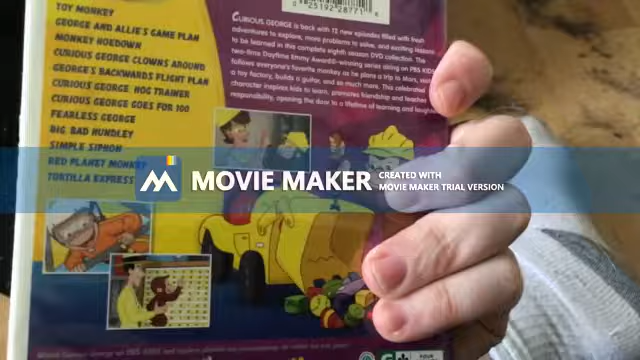 TOY MONKEY
GEORGE AND ALLIE'S GAME PLAN
MONKEY HOEDOWN
CURIOUS GEORGE CLOWNS AROUND
GEORGE'S BACKWARDS FLIGHT PLAN
CURIOUS GEORGE HOG TRAINER
CURIOUS GEORGE GOES FOR 100
FEARLESS GEORGE
BIG BAD HUNDLEY
SIMPLE SIPHON
RED PLANET MONKEY
TORTILLA EXPRESS
CURIOUS GEORGE is back with 12 new episodes filled with fresh
adventures to explore, more problems to solve, and exciting lessons
to be learned in this complete eighth season DVD collection. The
two-time Daytime Emmy Award®-winning series airing on PBS KIDS
follows everyone's favorite monkey as he plans a trip to Mars,
a toy factory, builds a guitar, and so much more. This celebrated
character inspires kids to learn, promotes friendship and teaches
responsibility, opening the door to a lifetime of learning and
MOVIE MAKER
CREATED WITH
MOVIE MAKER TRIAL VERSION